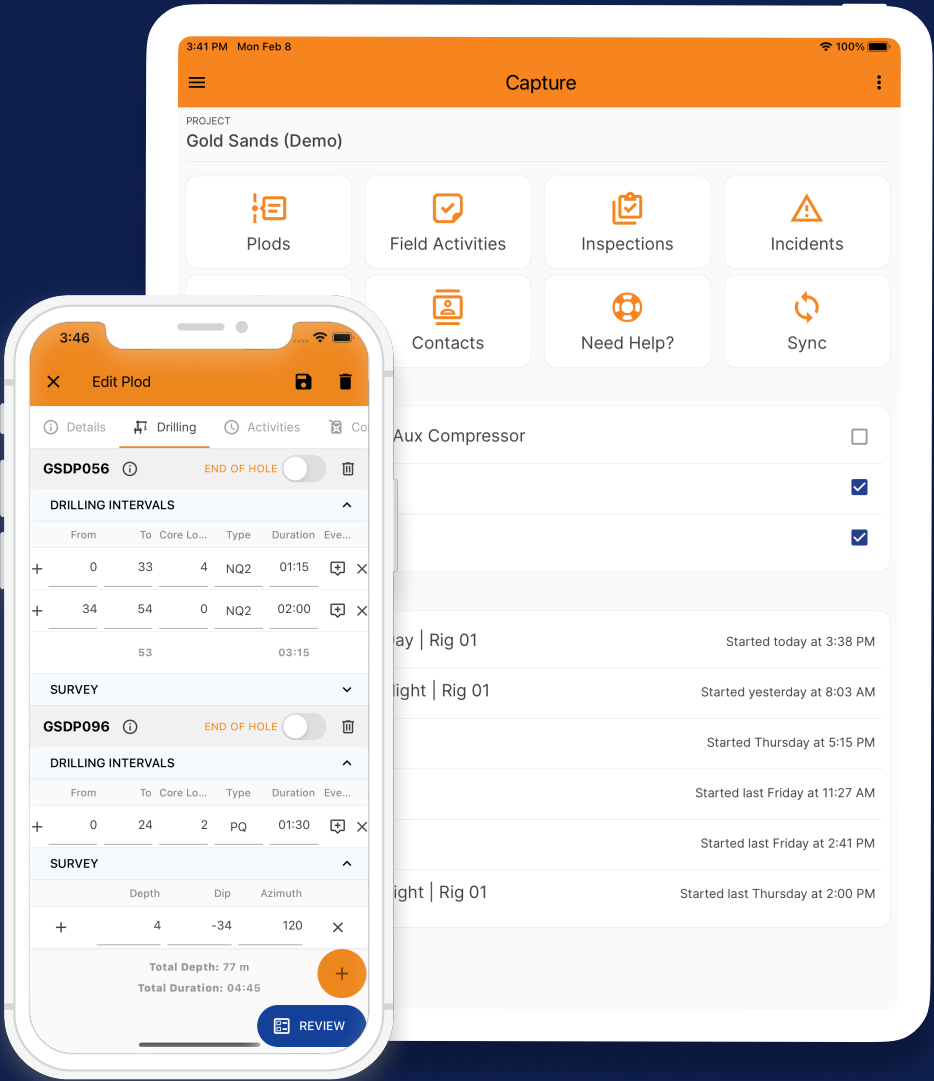 3:41 PM Mon Feb 8
100%
Capture
PROJECT
Gold Sands (Demo)
Plods
Field Activities
Inspections
Incidents
Contacts
Need Help?
Sync
Aux Compressor
| Rig 01
Started today at 3:38 PM
| Rig 01
Started yesterday at 8:03 AM
Started Thursday at 5:15 PM
Started last Friday at 11:27 AM
Started last Friday at 2:41 PM
| Rig 01
Started last Thursday at 2:00 PM
3:46
Edit Plod
Details
Drilling
Activities
Co
GSDP056
END OF HOLE
DRILLING INTERVALS
From To Core Lo... Type Duration Eve...
0 33 4 NQ2 01:15
34 54 0 NQ2 02:00
53 03:15
SURVEY
GSDP096
END OF HOLE
DRILLING INTERVALS
From To Core Lo... Type Duration Eve...
0 24 2 PQ 01:30
SURVEY
Depth Dip Azimuth
4 -34 120
Total Depth: 77 m
Total Duration: 04:45
REVIEW